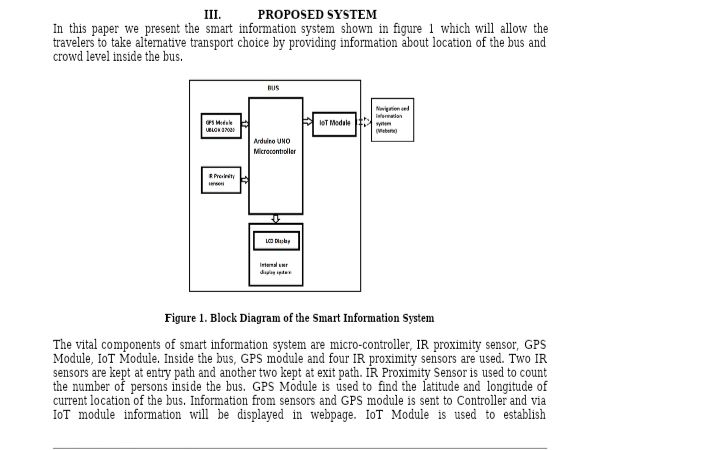 III. PROPOSED SYSTEM
In this paper we present the smart information system shown in figure 1 which will allow the
travelers to take alternative transport choice by providing information about location of the bus and
crowd level inside the bus.
BUS
GPS Module
UBLOX 07020
Arduino UNO
Microcontroller
IoT Module
Navigation and
Information
system
(Website)
IR Proximity
sensors
LCD Display
Internal user
display system
Figure 1. Block Diagram of the Smart Information System
The vital components of smart information system are micro-controller, IR proximity sensor, GPS
Module, IoT Module. Inside the bus, GPS module and four IR proximity sensors are used. Two IR
sensors are kept at entry path and another two kept at exit path. IR Proximity Sensor is used to count
the number of persons inside the bus. GPS Module is used to find the latitude and longitude of
current location of the bus. Information from sensors and GPS module is sent to Controller and via
IoT module information will be displayed in webpage. IoT Module is used to establish